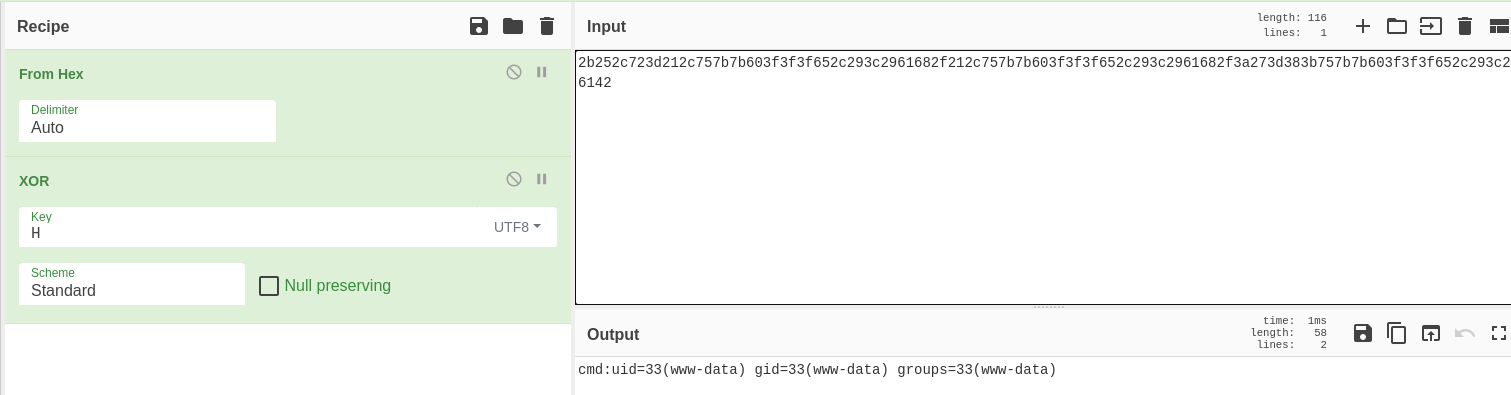 Recipe
From Hex
Delimiter
Auto
XOR
Key
H
UTF8
Scheme
Standard
Null preserving
Input
length: 116
lines: 1
2b252c723d212c757b7b603f3f3f652c293c2961682f212c757b7b603f3f3f652c293c2961682f3a273d383b757b7b603f3f3f652c293c2
6142
Output
time: 1ms
length: 58
lines: 2
cmd:uid=33(www-data) gid=33(www-data) groups=33(www-data)